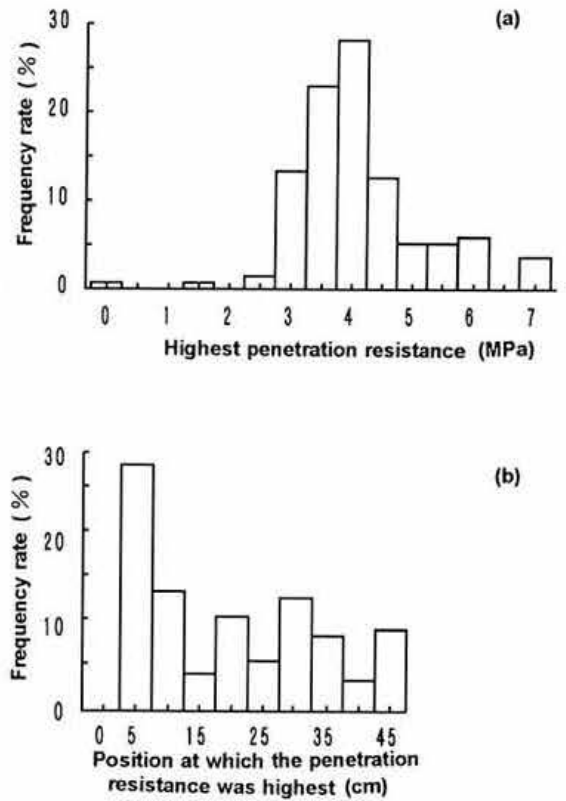 (a)
Frequency rate (%)
30
20
10
0
0 1 2 3 4 5 6 7
Highest penetration resistance (MPa)
(b)
Frequency rate (%)
30
20
10
0
0 5 15 25 35 45
Position at which the penetration
resistance was highest (cm)